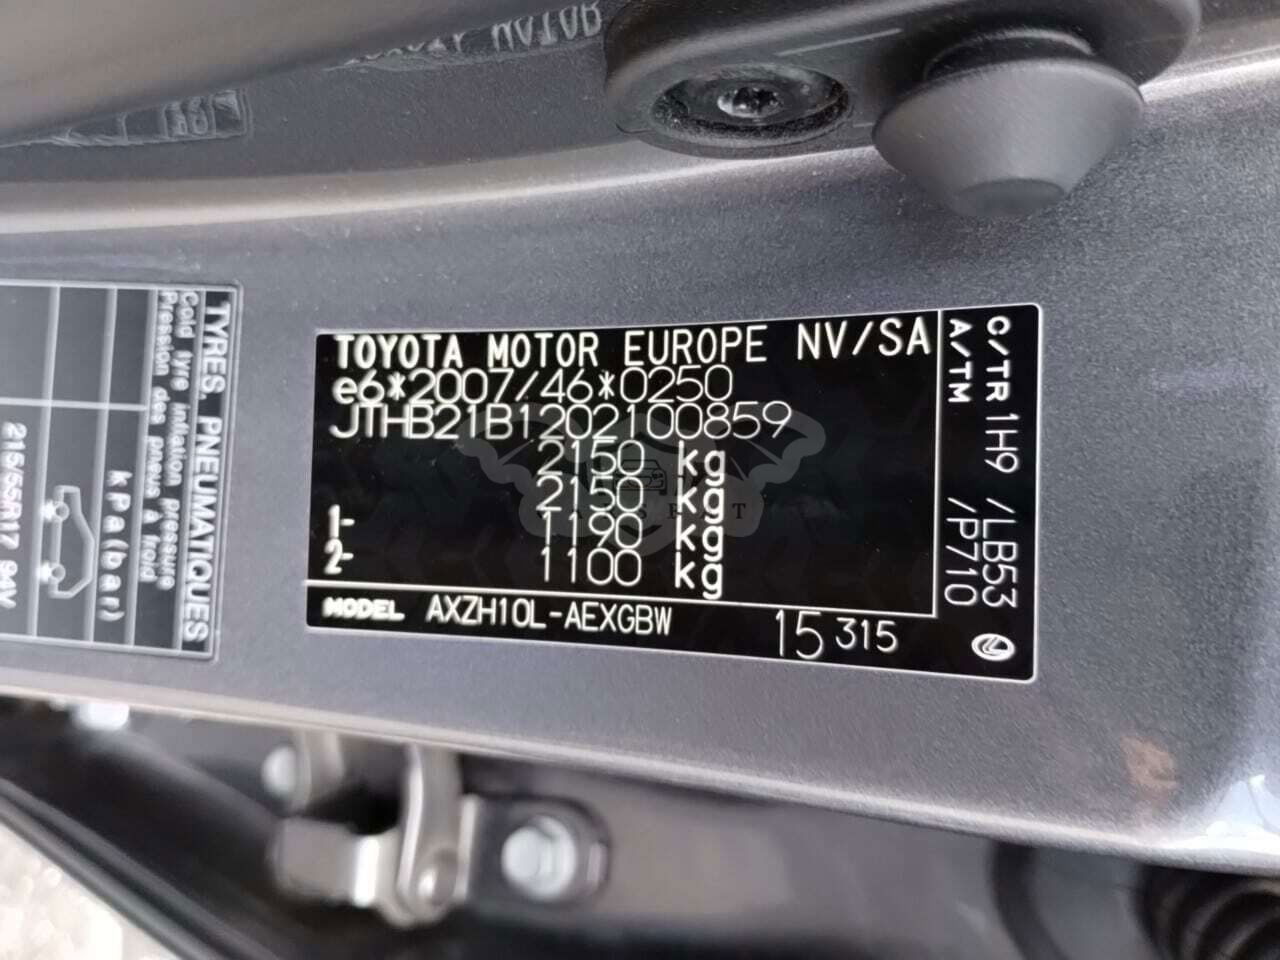 TOYOTA MOTOR EUROPE NV/SA
e6*2007/46*0250
JTHB21B1202100859
2150 kg
2150 kg
1- 1190 kg
2- 1100 kg
MODEL AXZH10L-AEXGBW
15 315
C/TR 1H9 /LB53
A/TM /P710
TYRES, PNEUMATIQUES
Cold tyre inflation pressure
Pression des pneus à froid
kPa(bar)
215/55R17 94V